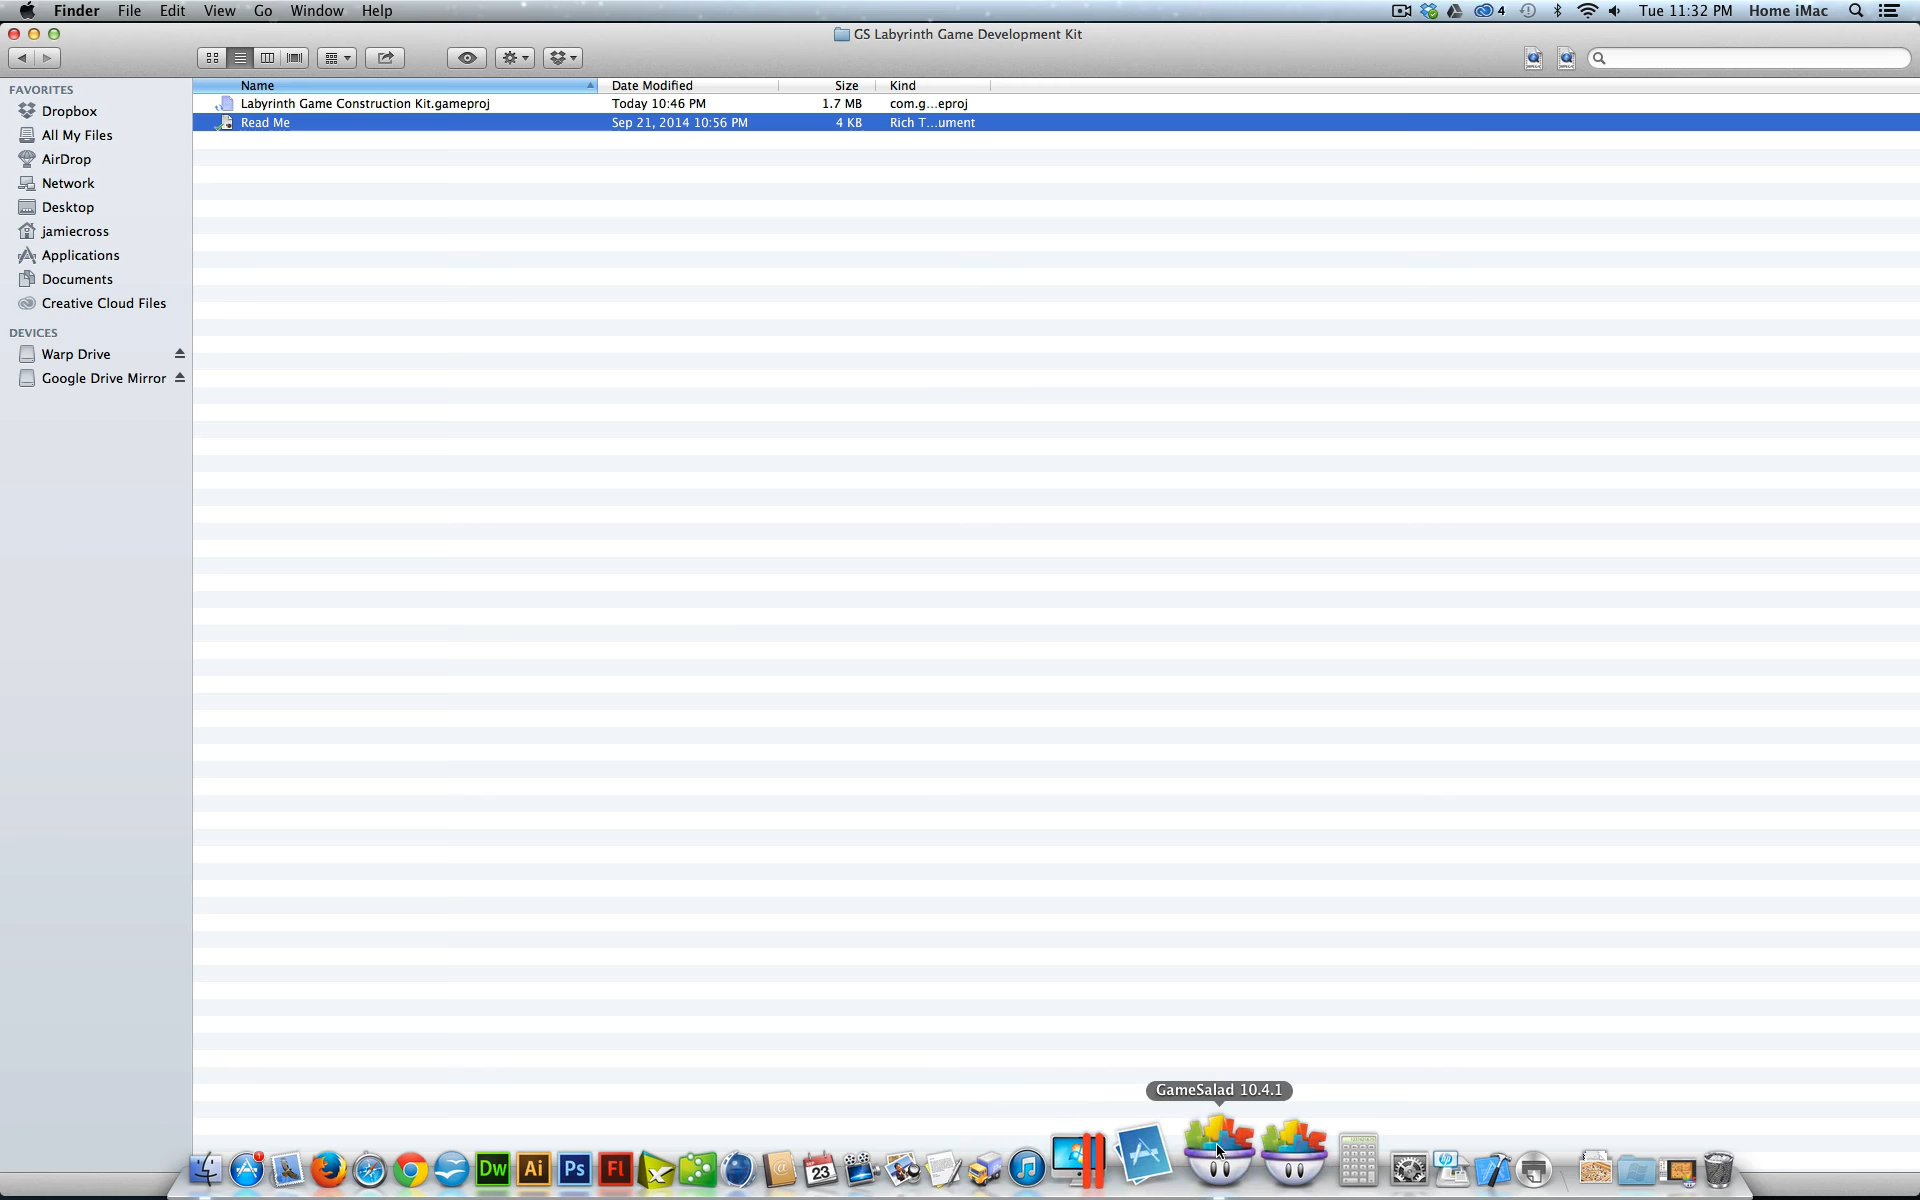 Finder File Edit View Go Window Help 4 Tue 11:32 PM Home iMac
GS Labyrinth Game Development Kit
FAVORITES
Dropbox
All My Files
AirDrop
Network
Desktop
jamiecross
Applications
Documents
Creative Cloud Files
DEVICES
Warp Drive
Google Drive Mirror
Name Date Modified Size Kind
Labyrinth Game Construction Kit.gameproj Today 10:46 PM 1.7 MB com.g...eproj
Read Me Sep 21, 2014 10:56 PM 4 KB Rich T...ument
GameSalad 10.4.1
1 Dw Ai Ps Fl 23